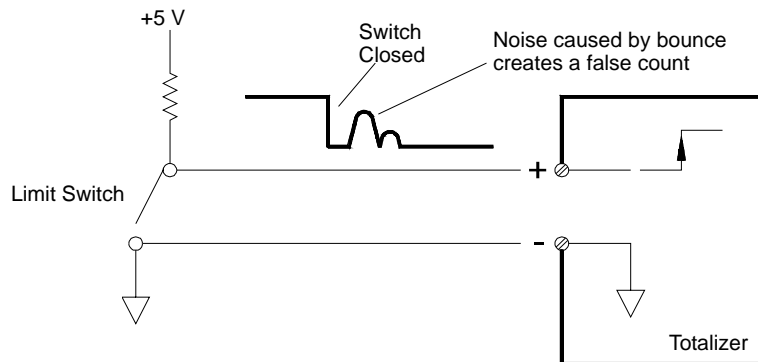 +5 V
Switch
Closed
Noise caused by bounce
creates a false count
Limit Switch
+
-
Totalizer